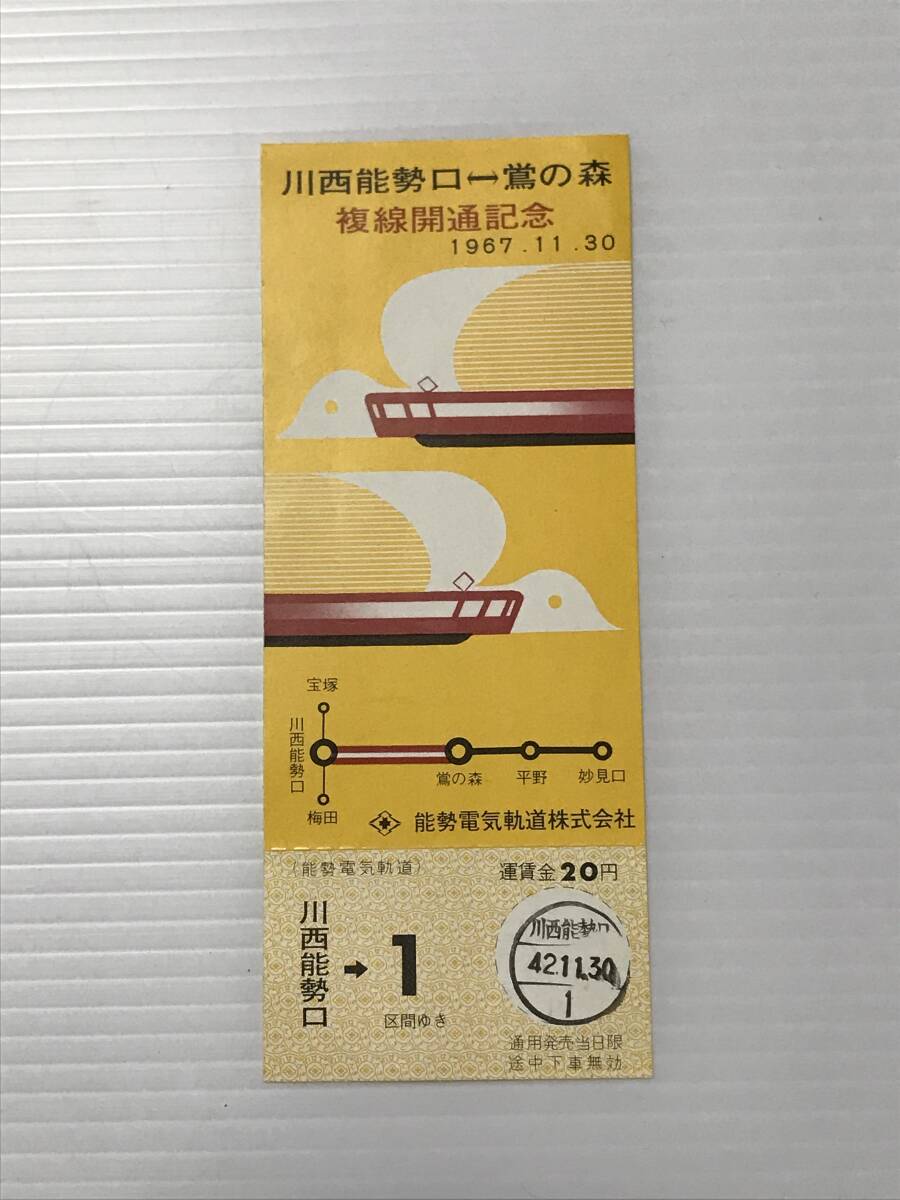 川西能勢口↔鴬の森
複線開通記念
1967.11.30
宝塚
川西能勢口
鴬の森
平野
妙見口
梅田
能勢電気軌道株式会社
(能勢電気軌道)
運賃金20円
川西能勢口
→
1
区間ゆき
川西能勢口
42.11.30
1
通用発売当日限
途中下車無効